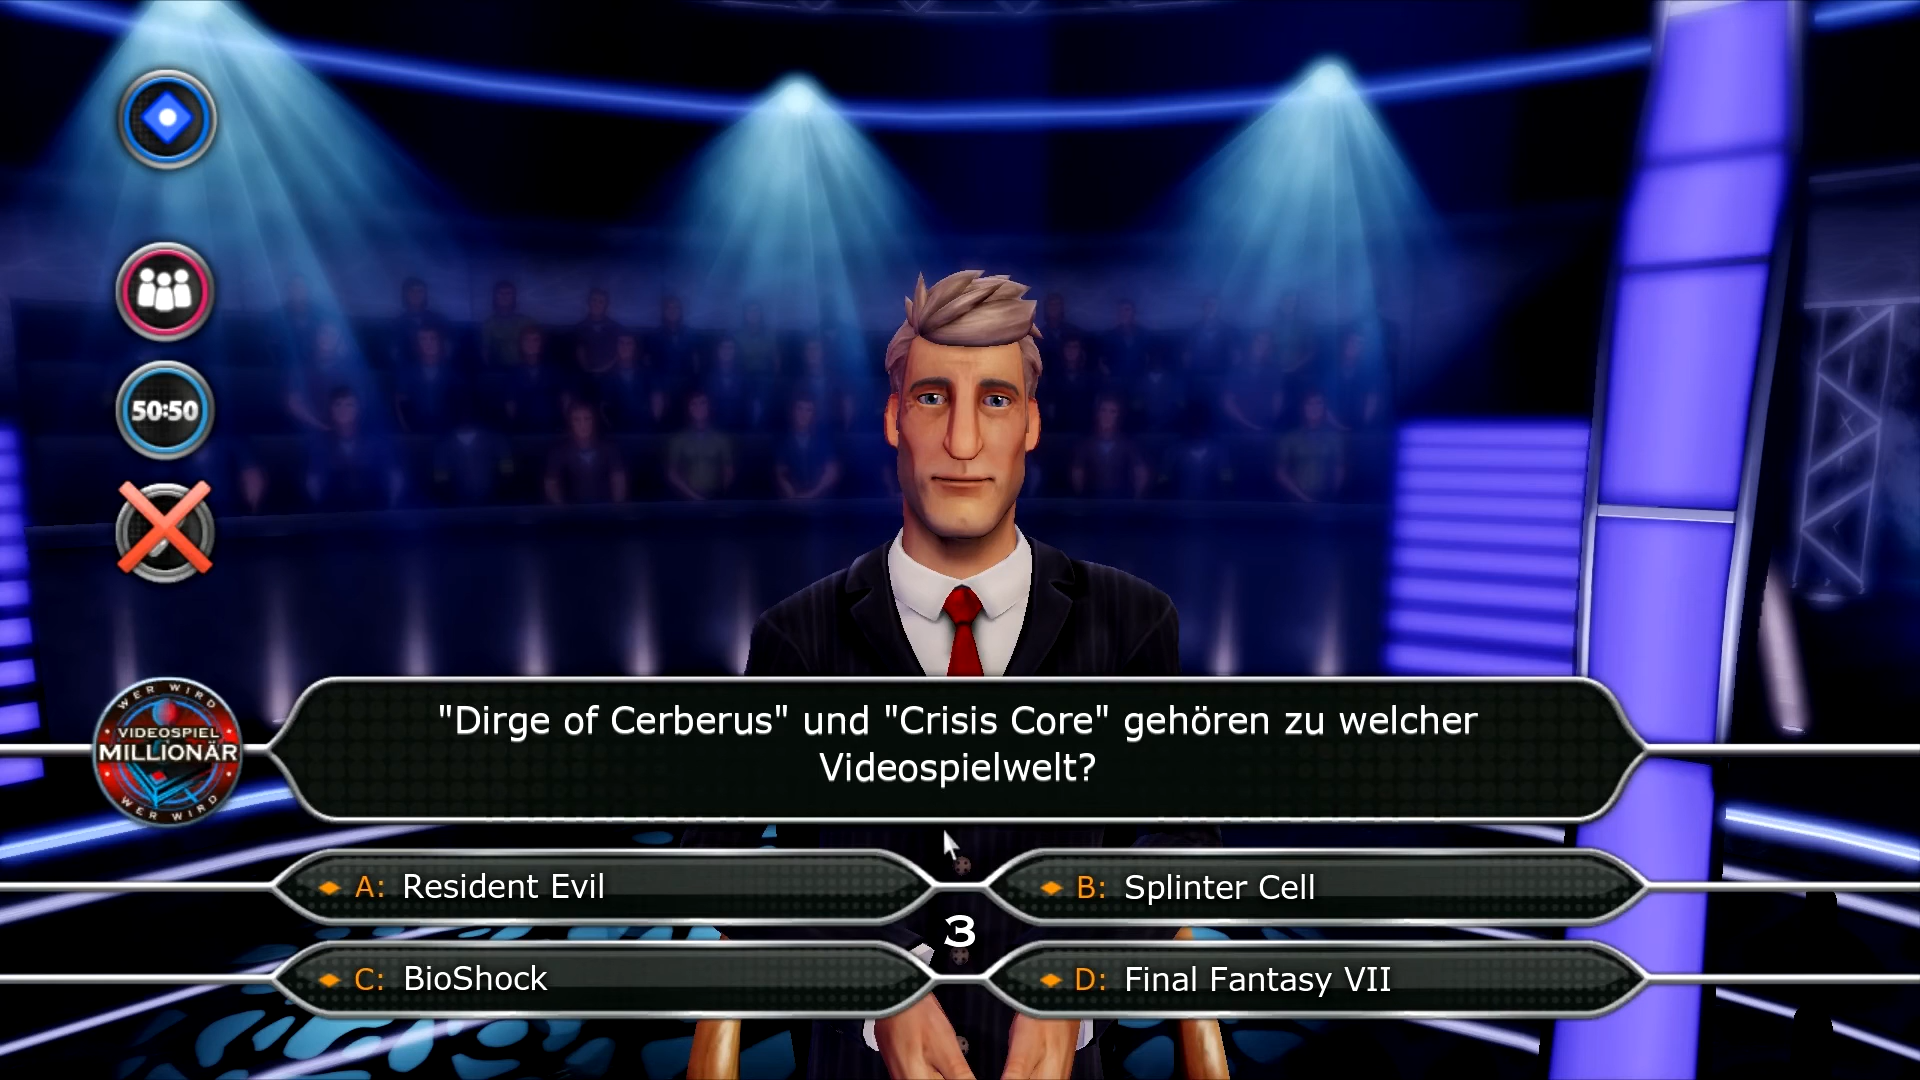 50:50
WER WIRD
VIDEOSPIEL
MILLIONÄR
WER WIRD
"Dirge of Cerberus" und "Crisis Core" gehören zu welcher
Videospielwelt?
A: Resident Evil
B: Splinter Cell
3
C: BioShock
D: Final Fantasy VII